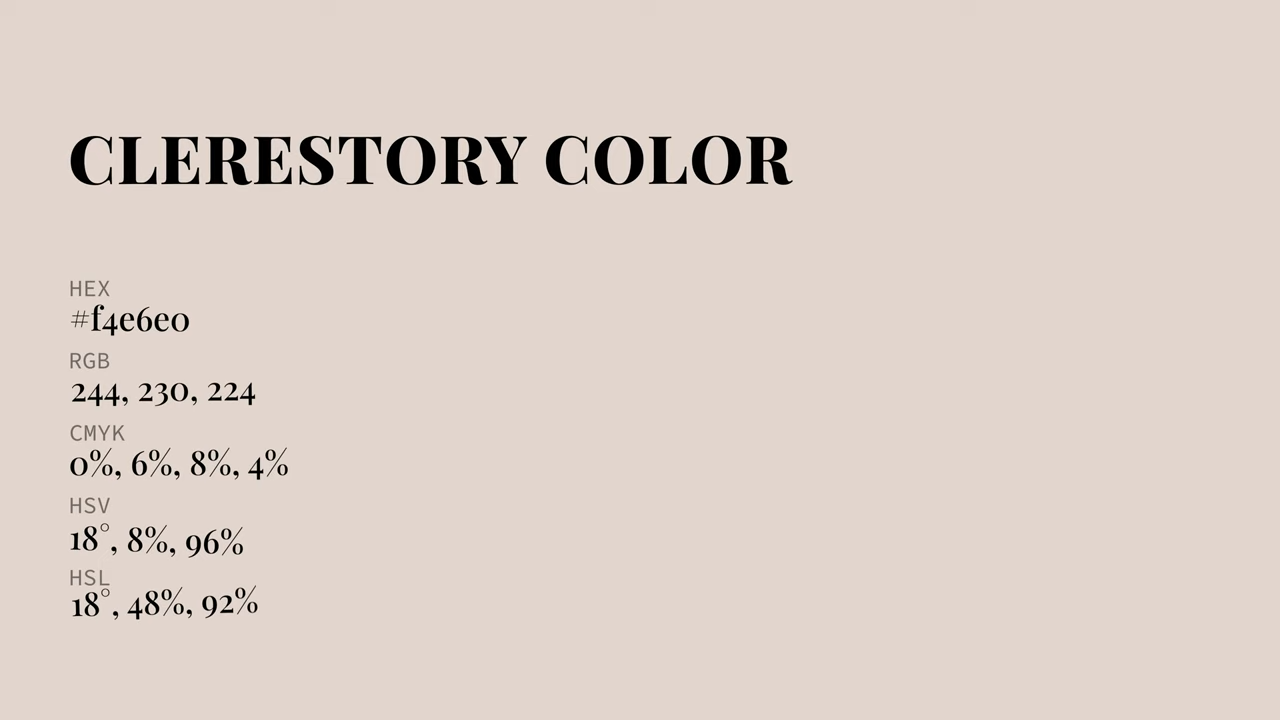 CLERESTORY COLOR
HEX
#f4e6e0
RGB
244, 230, 224
CMYK
0%, 6%, 8%, 4%
HSV
18°, 8%, 96%
HSL
18°, 48%, 92%